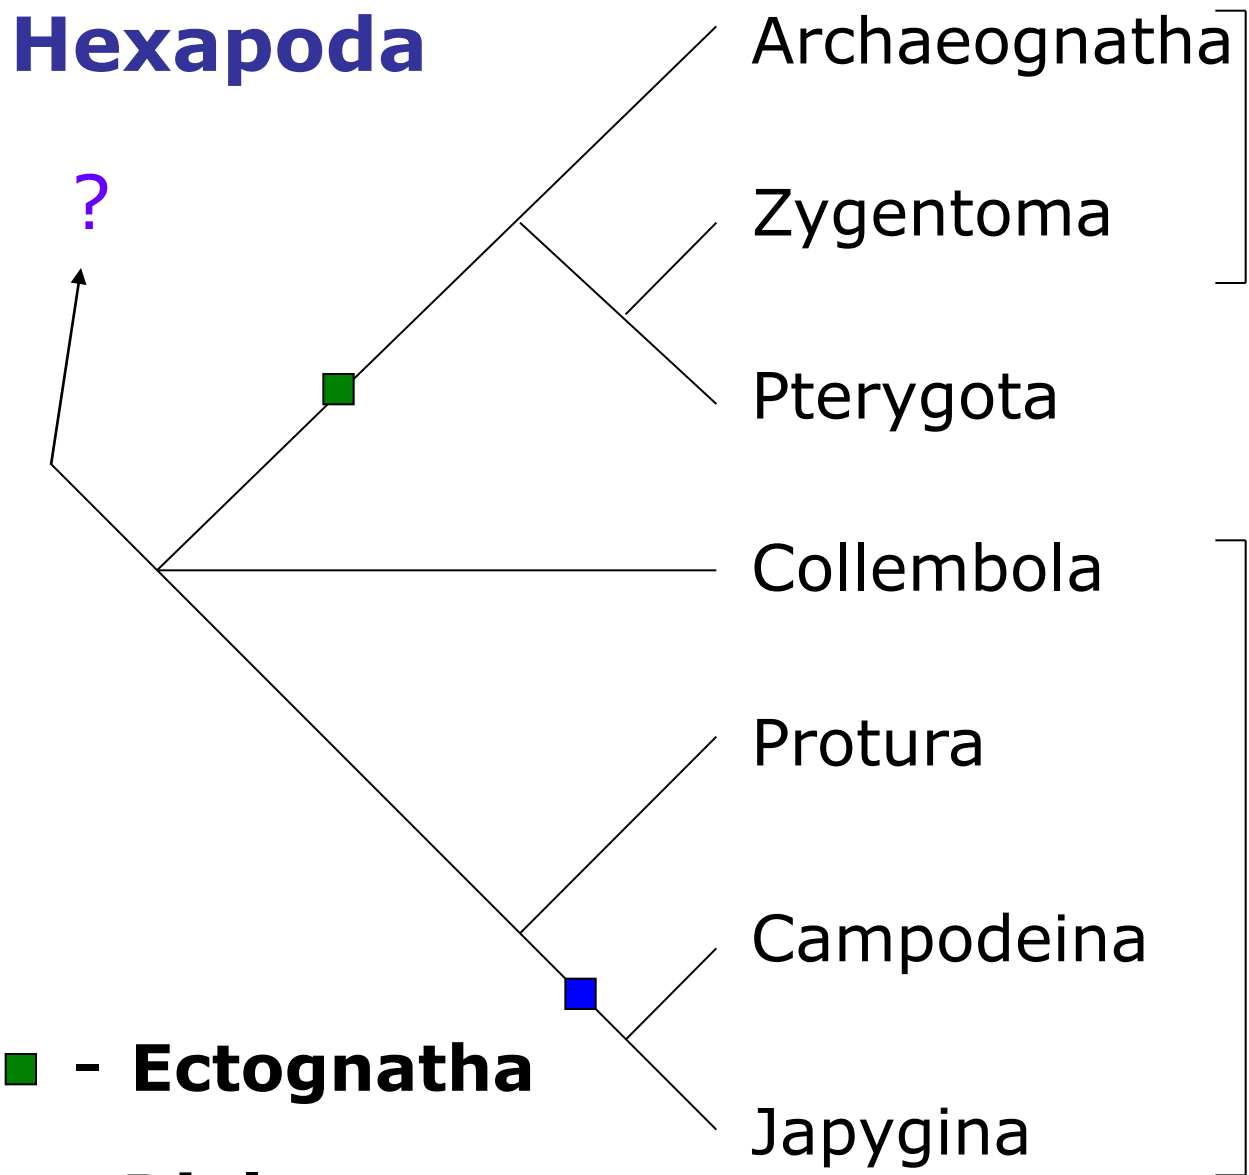 Hexapoda
?
Archaeognatha
Zygentoma
Pterygota
Collembola
Protura
Campodeina
Japygina
- Ectognatha